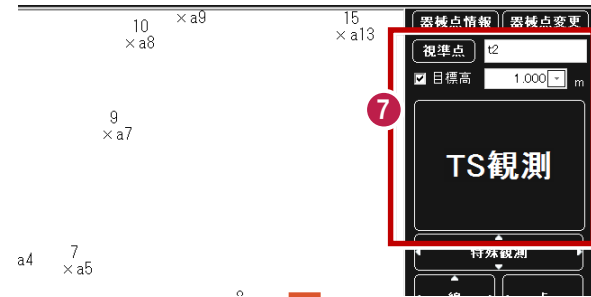 ×a9
10
×a8
15
×a13
9
×a7
a4
7
×a5
器械点情報 器械点変更
視準点 t2
目標高 1.000 m
7
TS観測
特殊観測